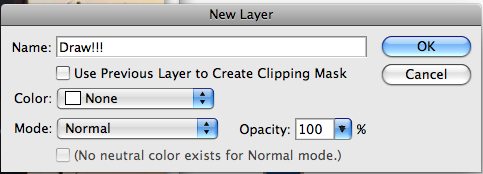 New Layer
Name: Draw!!! OK
Use Previous Layer to Create Clipping Mask Cancel
Color: None
Mode: Normal Opacity: 100 %
(No neutral color exists for Normal mode.)